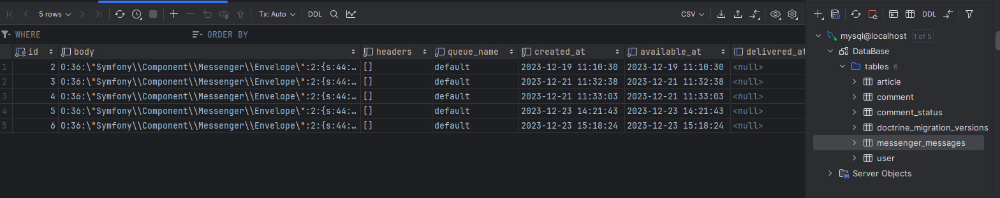 5 rows Tx: Auto DDL CSV
WHERE ORDER BY
id body headers queue_name created_at available_at delivered_at
1 2 O:36:\"Symfony\\Component\\Messenger\\Envelope\":2:{s:44:… [] default 2023-12-19 11:10:30 2023-12-19 11:10:30 <null>
2 3 O:36:\"Symfony\\Component\\Messenger\\Envelope\":2:{s:44:… [] default 2023-12-21 11:32:38 2023-12-21 11:32:38 <null>
3 4 O:36:\"Symfony\\Component\\Messenger\\Envelope\":2:{s:44:… [] default 2023-12-21 11:33:03 2023-12-21 11:33:03 <null>
4 5 O:36:\"Symfony\\Component\\Messenger\\Envelope\":2:{s:44:… [] default 2023-12-23 14:21:43 2023-12-23 14:21:43 <null>
5 6 O:36:\"Symfony\\Component\\Messenger\\Envelope\":2:{s:44:… [] default 2023-12-23 15:18:24 2023-12-23 15:18:24 <null>
DDL
mysql@localhost 1 of 5
DataBase
tables 6
article
comment
comment_status
doctrine_migration_versions
messenger_messages
user
Server Objects